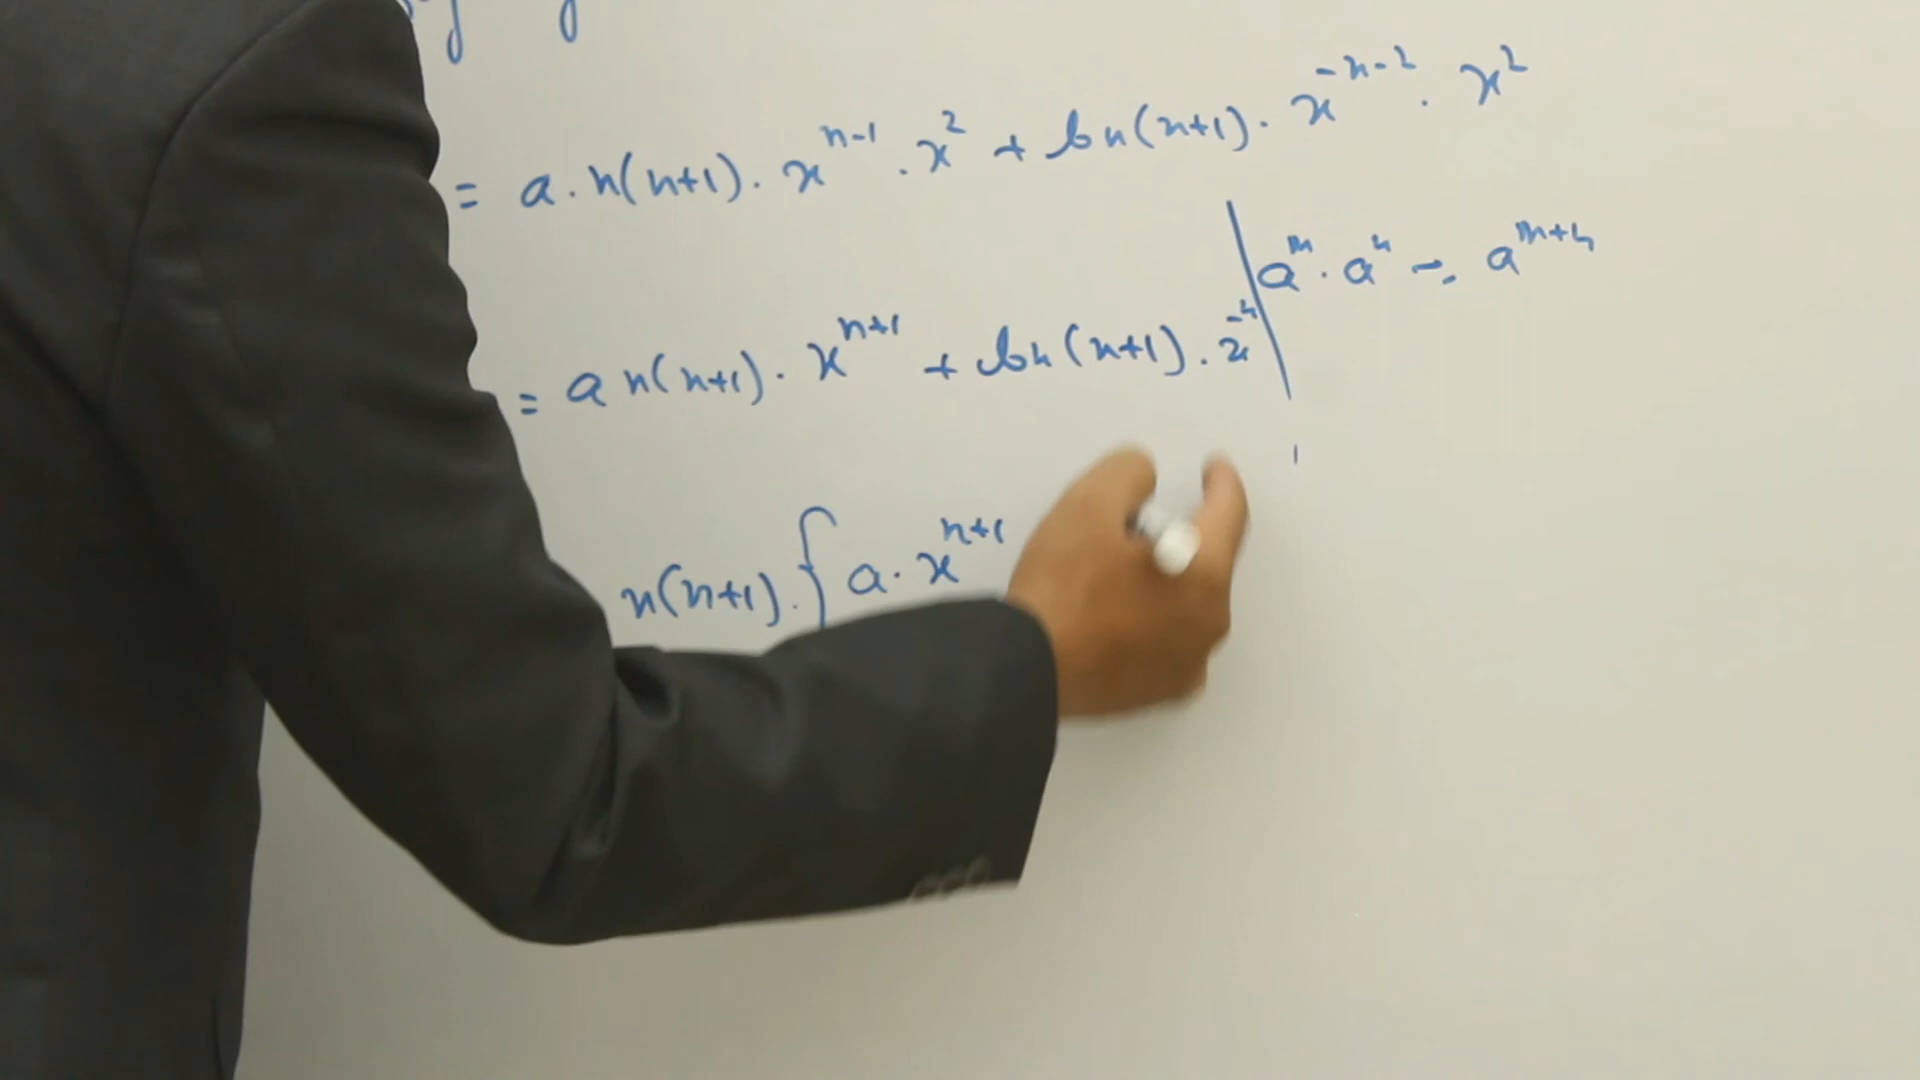 = a . n(n+1) . x^{n-1} . x^2 + bn(n+1) . x^{-n-2} . x^2
a^m . a^n = a^{m+n}
= a n(n+1) . x^{n+1} + bn(n+1) . x^{-n}
n(n+1) . { a . x^{n+1}